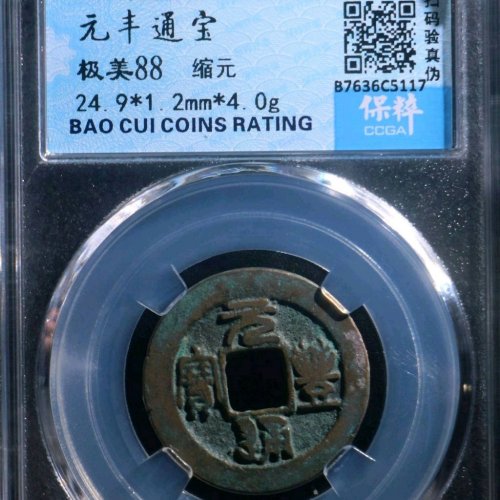 元丰通宝
极美88 缩元
24.9*1.2mm*4.0g
BAO CUI COINS RATING
扫码验真伪
B7636C5117
保粹
CCGA
元豐通寶